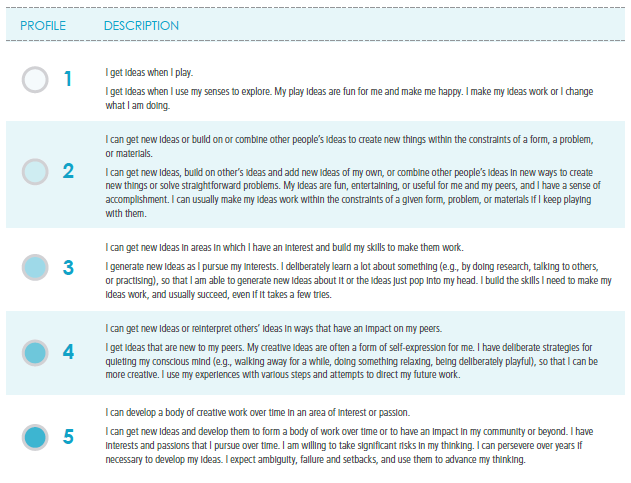 PROFILE DESCRIPTION
1
I get ideas when I play.
I get ideas when I use my senses to explore. My play ideas are fun for me and make me happy. I make my ideas work or I change
what I am doing.
2
I can get new ideas or build on or combine other people's ideas to create new things within the constraints of a form, a problem,
or materials.
I can get new ideas, build on other's ideas and add new ideas of my own, or combine other people's ideas in new ways to create
new things or solve straightforward problems. My ideas are fun, entertaining, or useful for me and my peers, and I have a sense of
accomplishment. I can usually make my ideas work within the constraints of a given form, problem, or materials if I keep playing
with them.
3
I can get new ideas in areas in which I have an interest and build my skills to make them work.
I generate new ideas as I pursue my interests. I deliberately learn a lot about something (e.g., by doing research, talking to others,
or practising), so that I am able to generate new ideas about it or the ideas just pop into my head. I build the skills I need to make my
ideas work, and usually succeed, even if it takes a few tries.
4
I can get new ideas or reinterpret others' ideas in ways that have an impact on my peers.
I get ideas that are new to my peers. My creative ideas are often a form of self-expression for me. I have deliberate strategies for
quieting my conscious mind (e.g., walking away for a while, doing something relaxing, being deliberately playful), so that I can be
more creative. I use my experiences with various steps and attempts to direct my future work.
5
I can develop a body of creative work over time in an area of interest or passion.
I can get new ideas and develop them to form a body of work over time or to have an impact in my community or beyond. I have
interests and passions that I pursue over time. I am willing to take significant risks in my thinking. I can persevere over years if
necessary to develop my ideas. I expect ambiguity, failure and setbacks, and use them to advance my thinking.